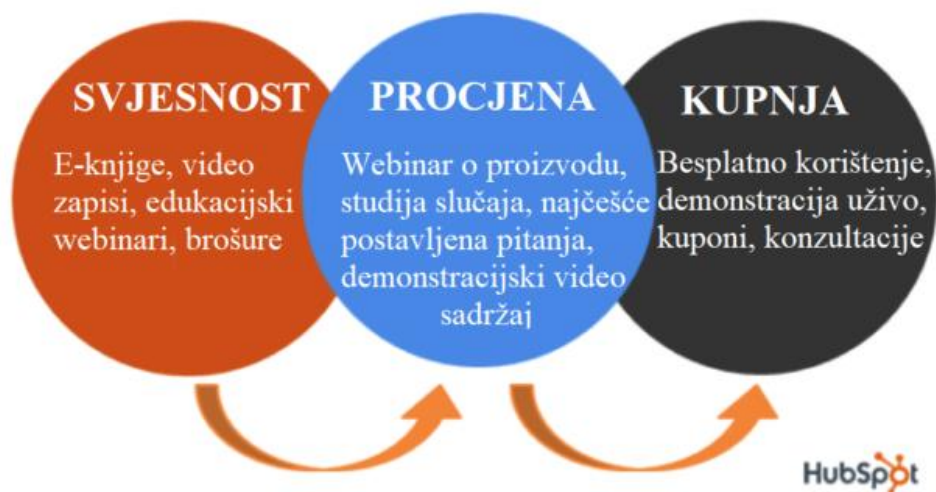 SVJESNOST
E-knjige, video
zapisi, edukacijski
webinari, brošure
PROCJENA
Webinar o proizvodu,
studija slučaja, najčešće
postavljena pitanja,
demonstracijski video
sadržaj
KUPNJA
Besplatno korištenje,
demonstracija uživo,
kuponi, konzultacije
HubSpot